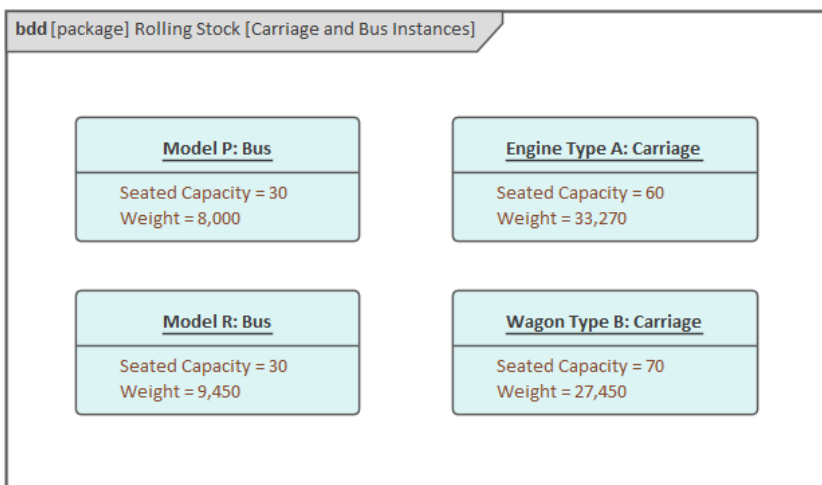 bdd [package] Rolling Stock [Carriage and Bus Instances]
Model P: Bus
Seated Capacity = 30
Weight = 8,000
Engine Type A: Carriage
Seated Capacity = 60
Weight = 33,270
Model R: Bus
Seated Capacity = 30
Weight = 9,450
Wagon Type B: Carriage
Seated Capacity = 70
Weight = 27,450